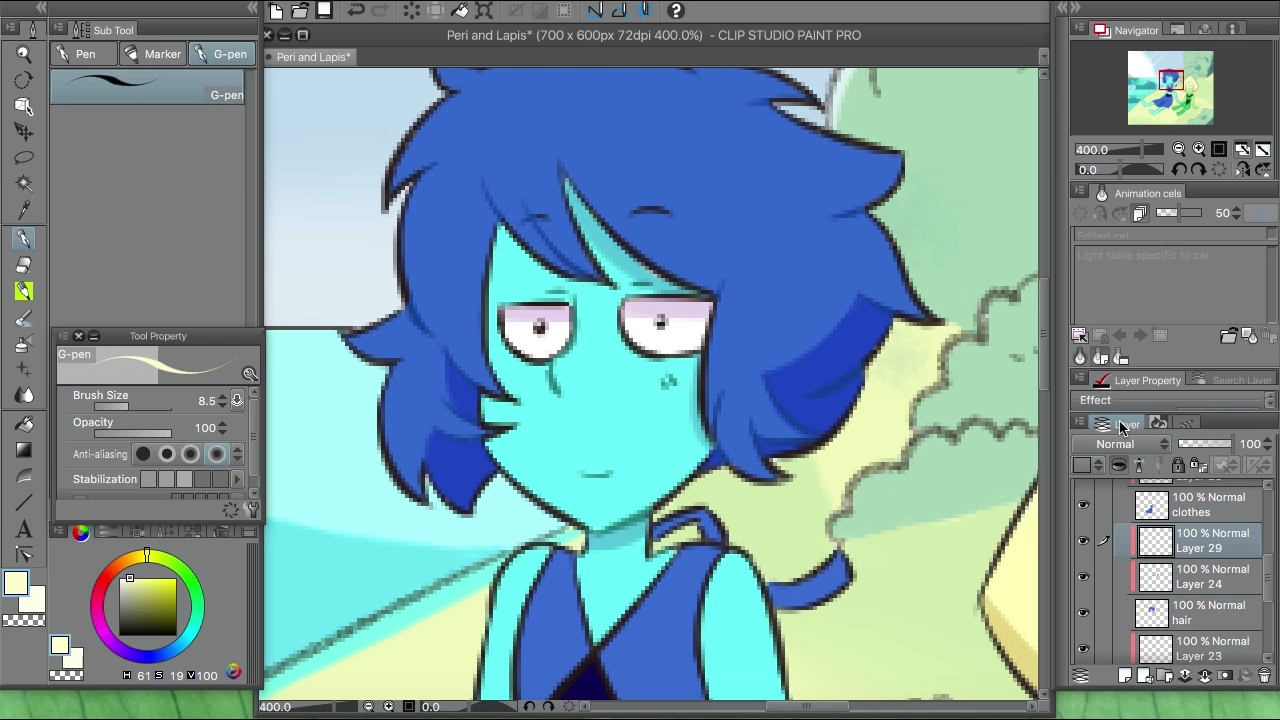 Peri and Lapis* (700 x 600px 72dpi 400.0%) - CLIP STUDIO PAINT PRO
Peri and Lapis*
Sub Tool
Pen
Marker
G-pen
G-pen
Tool Property
G-pen
Brush Size
8.5
Opacity
100
Anti-aliasing
Stabilization
H 61 S 19 V 100
400.0
0.0
Navigator
400.0
0.0
Animation cels
50
Edited cel
Light table specific to cel
Layer Property
Search Layer
Effect
Layer
Normal
100
100 % Normal
clothes
100 % Normal
Layer 29
100 % Normal
Layer 24
100 % Normal
hair
100 % Normal
Layer 23